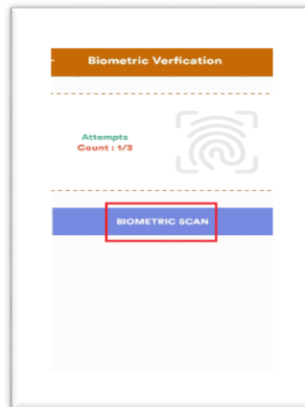 Biometric Verfication
Attempts
Count : 1/3
BIOMETRIC SCAN